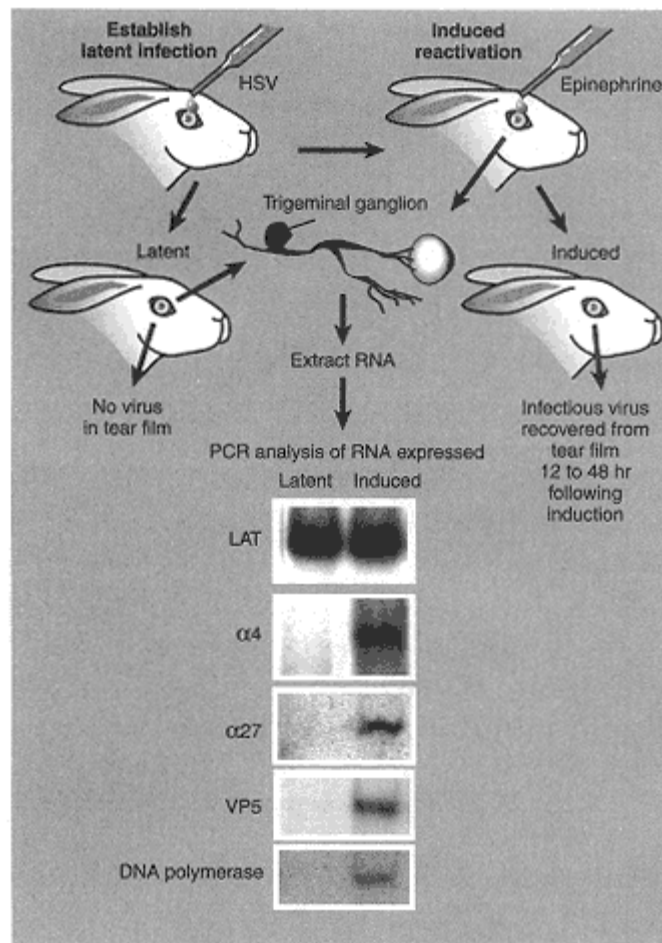 Establish
latent infection
HSV
Induced
reactivation
Epinephrine
Trigeminal ganglion
Latent
Induced
Extract RNA
No virus
in tear film
Infectious virus
recovered from
tear film
12 to 48 hr
following
induction
PCR analysis of RNA expressed
Latent Induced
LAT
α4
α27
VP5
DNA polymerase